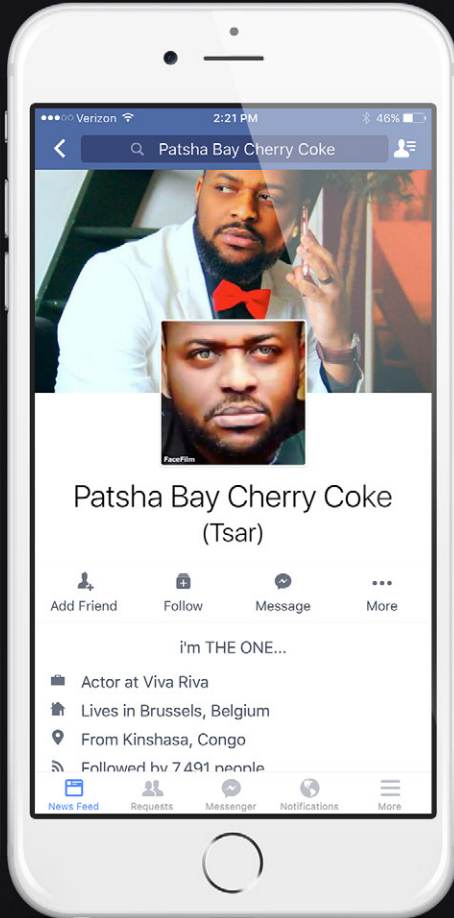 Verizon 2:21 PM 46%
Patsha Bay Cherry Coke
FaceFilm
Patsha Bay Cherry Coke
(Tsar)
Add Friend Follow Message More
i'm THE ONE...
Actor at Viva Riva
Lives in Brussels, Belgium
From Kinshasa, Congo
Followed by 7,491 people
News Feed Requests Messenger Notifications More